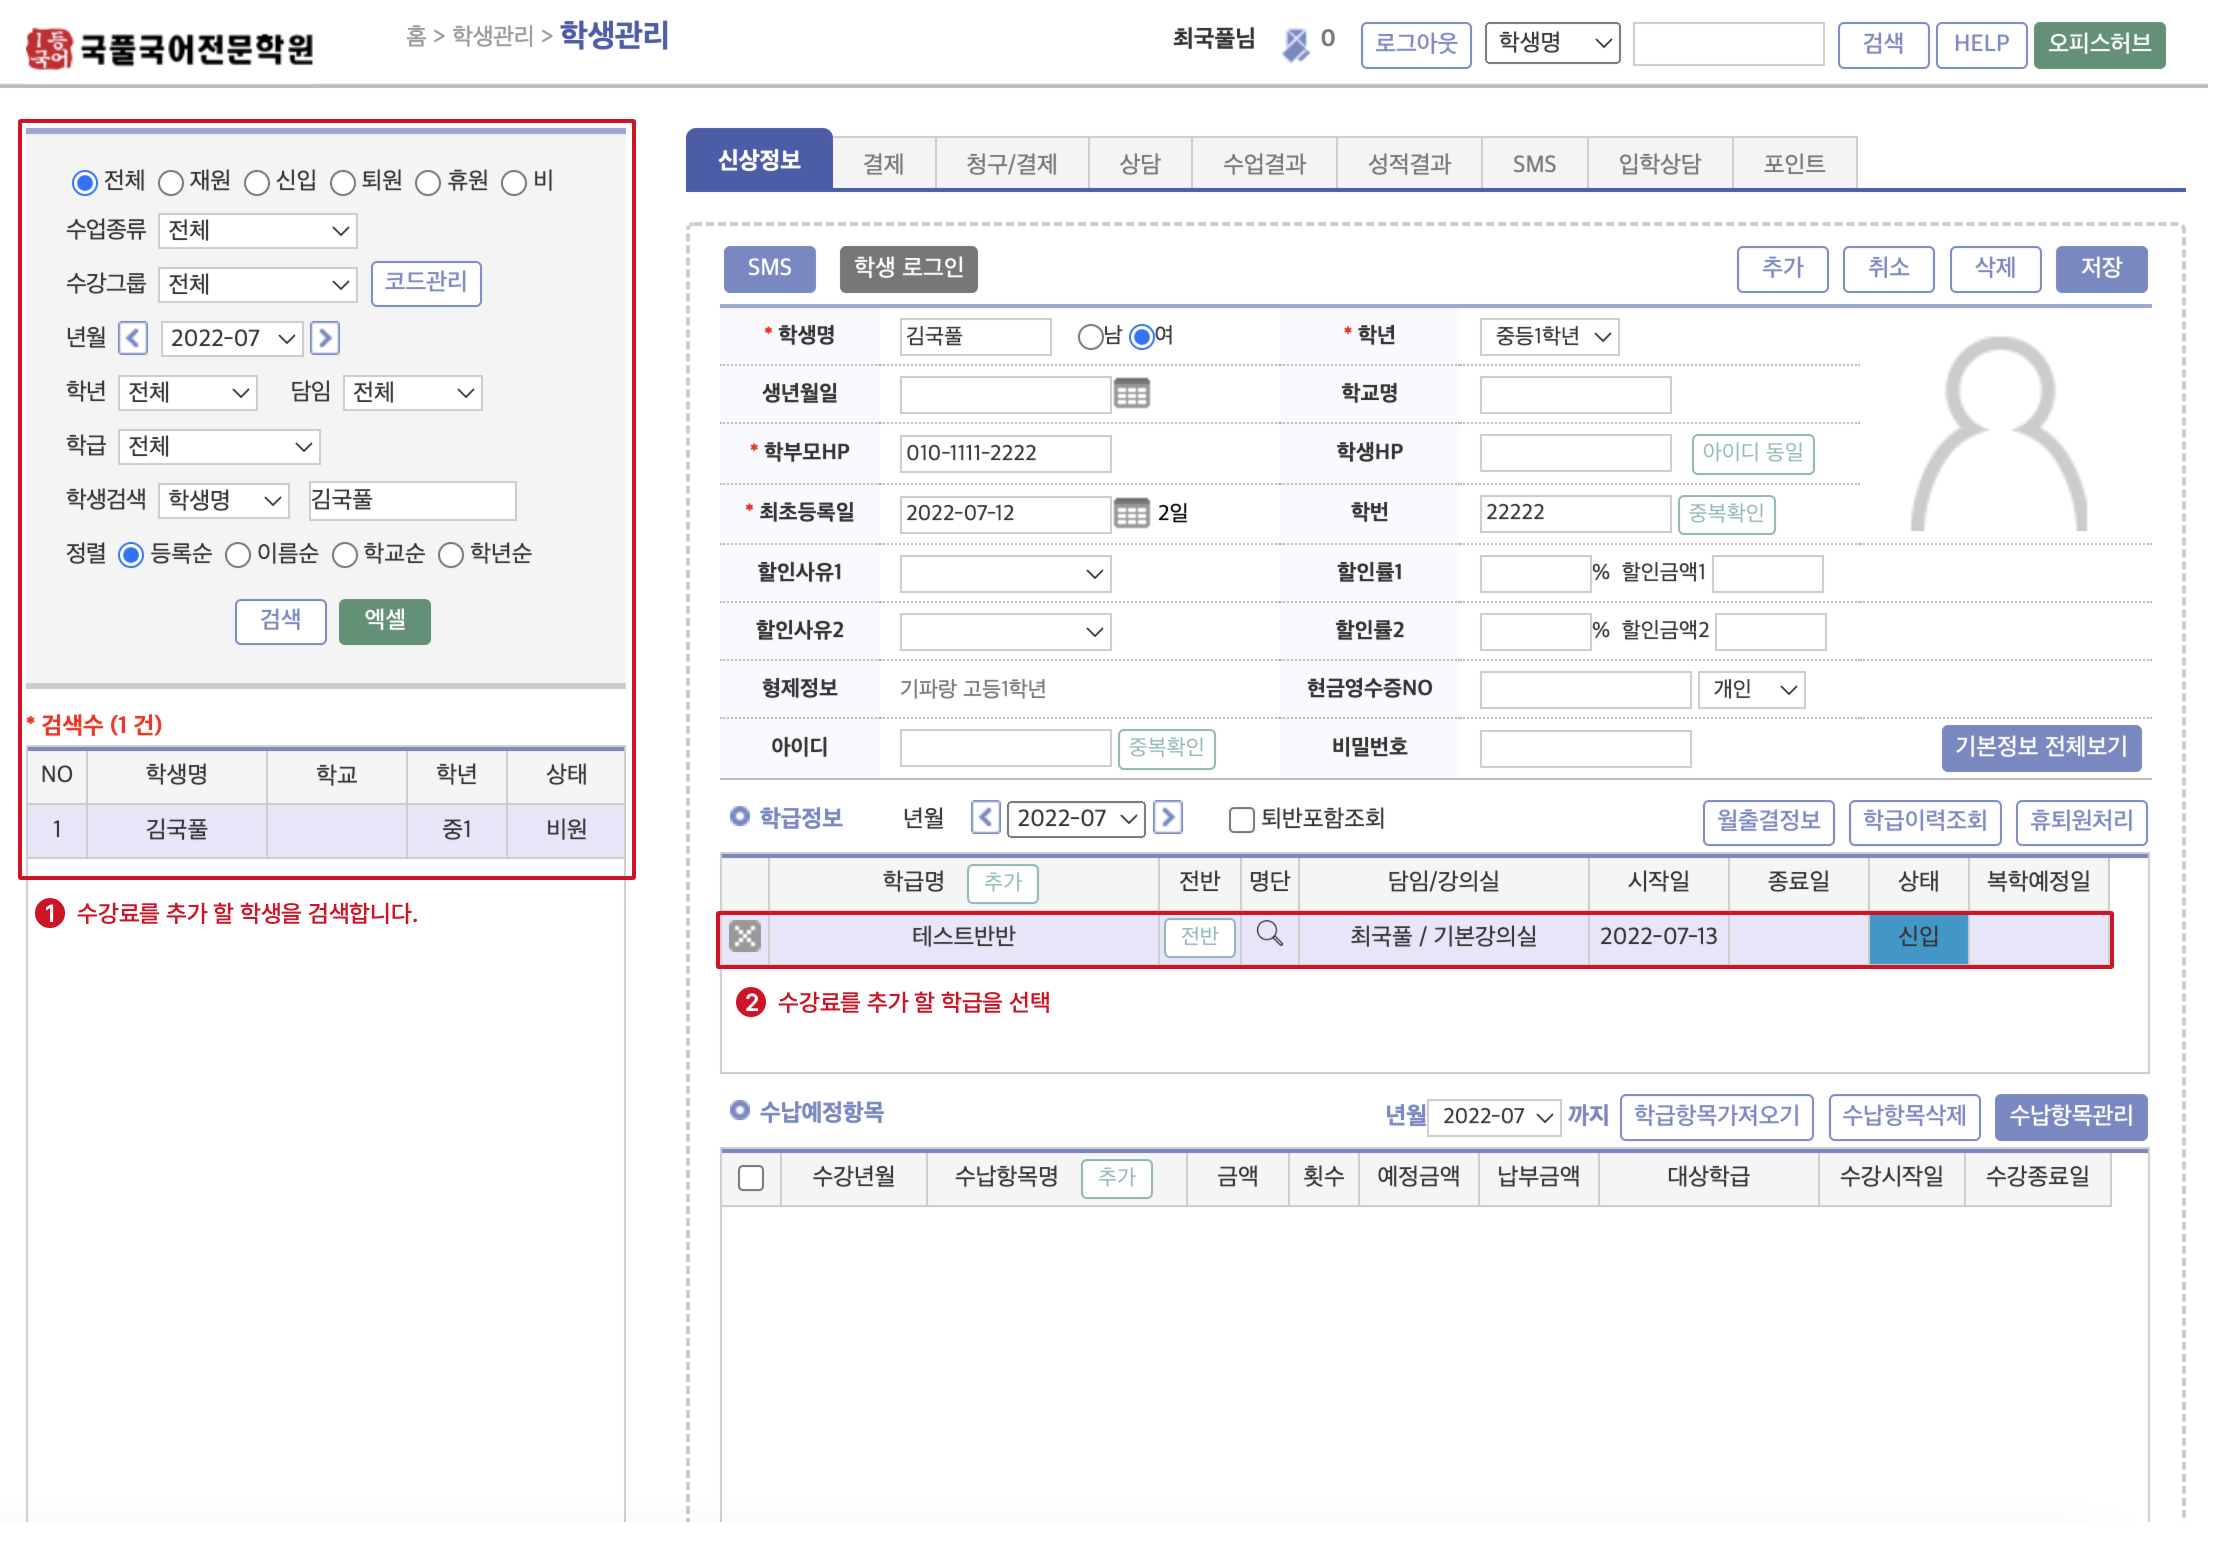 1등국어 국풀국어전문학원
홈 > 학생관리 > 학생관리
최국풀님 0 로그아웃 학생명 검색 HELP 오피스허브
전체 재원 신입 퇴원 휴원 비
수업종류 전체
수강그룹 전체 코드관리
년월 2022-07
학년 전체 담임 전체
학급 전체
학생검색 학생명 김국풀
정렬 등록순 이름순 학교순 학년순
검색 엑셀
* 검색수 (1 건)
NO 학생명 학교 학년 상태
1 김국풀 중1 비원
1 수강료를 추가 할 학생을 검색합니다.
신상정보 결제 청구/결제 상담 수업결과 성적결과 SMS 입학상담 포인트
SMS 학생 로그인 추가 취소 삭제 저장
* 학생명 김국풀 남 여 * 학년 중등1학년
생년월일 학교명
* 학부모HP 010-1111-2222 학생HP 아이디 동일
* 최초등록일 2022-07-12 2일 학번 22222 중복확인
할인사유1 할인률1 % 할인금액1
할인사유2 할인률2 % 할인금액2
형제정보 기파랑 고등1학년 현금영수증NO 개인
아이디 중복확인 비밀번호 기본정보 전체보기
학급정보 년월 2022-07 퇴반포함조회 월출결정보 학급이력조회 휴퇴원처리
학급명 추가 전반 명단 담임/강의실 시작일 종료일 상태 복학예정일
테스트반반 전반 최국풀 / 기본강의실 2022-07-13 신입
2 수강료를 추가 할 학급을 선택
수납예정항목 년월 2022-07 까지 학급항목가져오기 수납항목삭제 수납항목관리
수강년월 수납항목명 추가 금액 횟수 예정금액 납부금액 대상학급 수강시작일 수강종료일